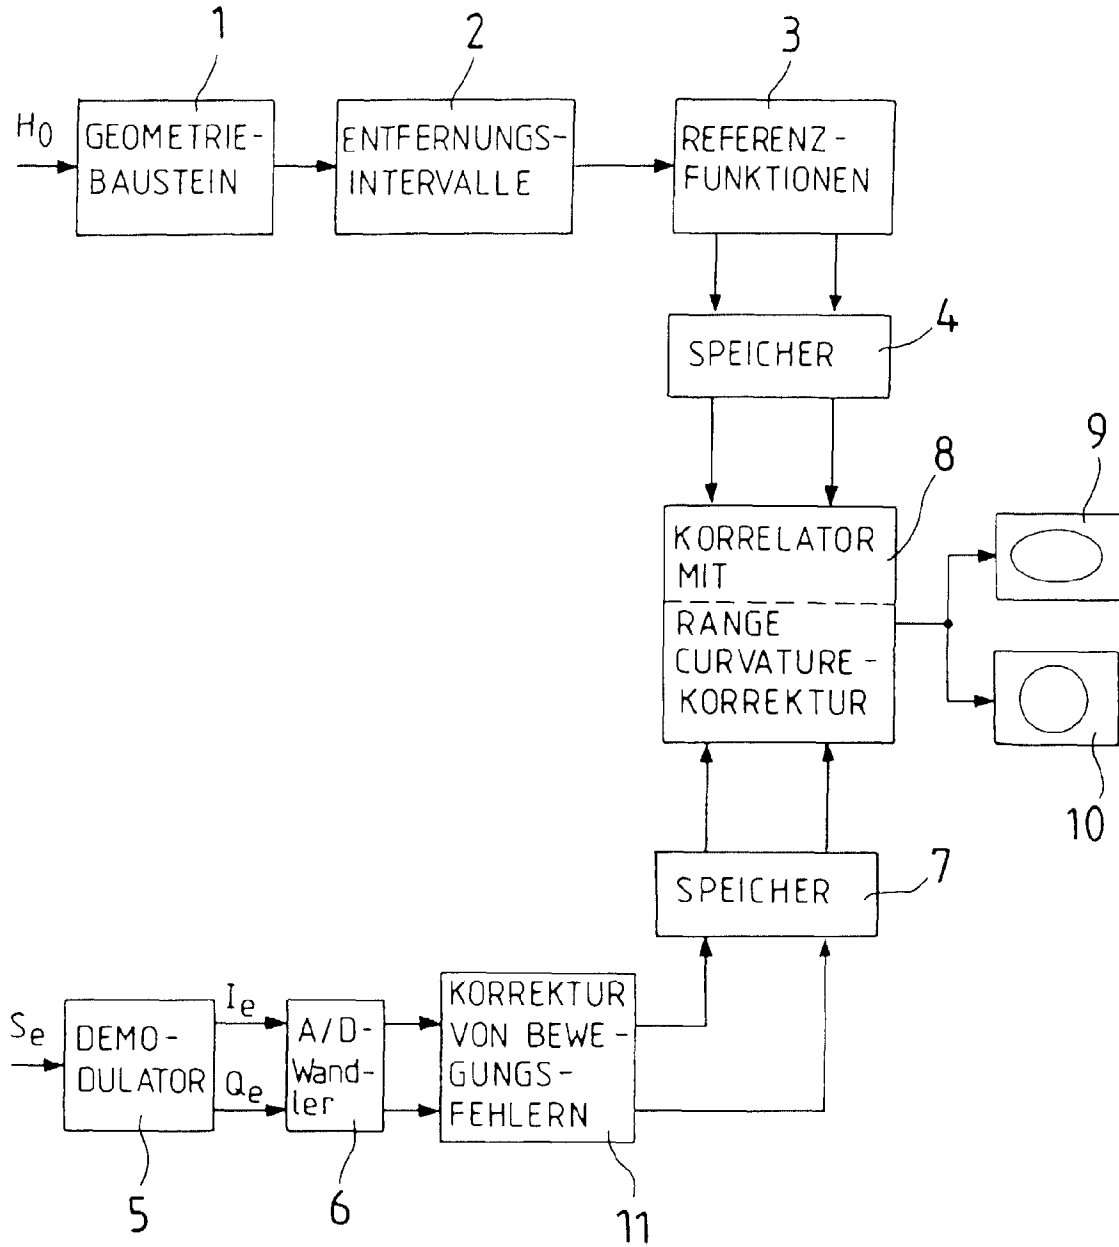 1
2
3
H0
GEOMETRIE-
BAUSTEIN
ENTFERNUNGS-
INTERVALLE
REFERENZ-
FUNKTIONEN
4
SPEICHER
8
9
KORRELATOR
MIT
RANGE
CURVATURE-
KORREKTUR
10
7
SPEICHER
Se
DEMO-
DULATOR
Ie
Qe
A/D-
Wand-
ler
KORREKTUR
VON BEWE-
GUNGS-
FEHLERN
5
6
11